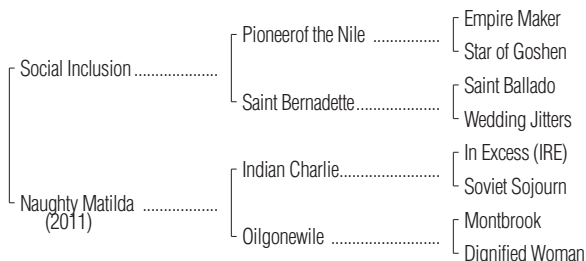 Empire Maker
Pioneerof the Nile ................
Star of Goshen
Social Inclusion ....................
Saint Ballado
Saint Bernadette....................
Wedding Jitters
In Excess (IRE)
Indian Charlie........................
Soviet Sojourn
Naughty Matilda ..................
(2011)
Montbrook
Oilgonewile ..........................
Dignified Woman